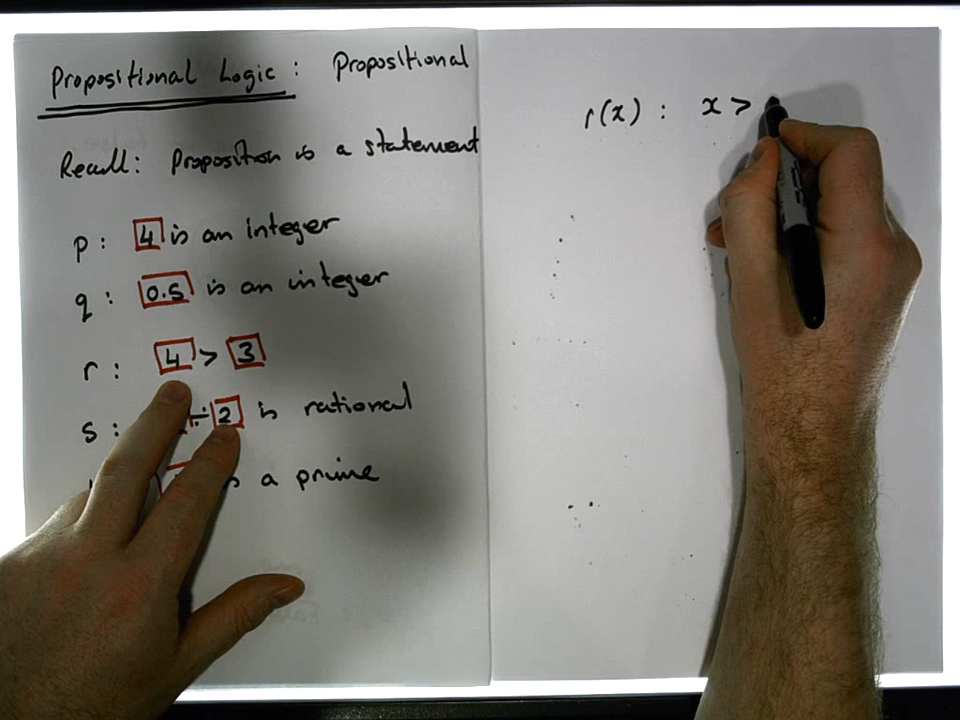 Propositional Logic : Propositional
Recall: Proposition is a statement
p : 4 is an integer
q : 0.5 is an integer
r : 4 > 3
s : ÷ 2 is rational
a prime
r(x) : x >